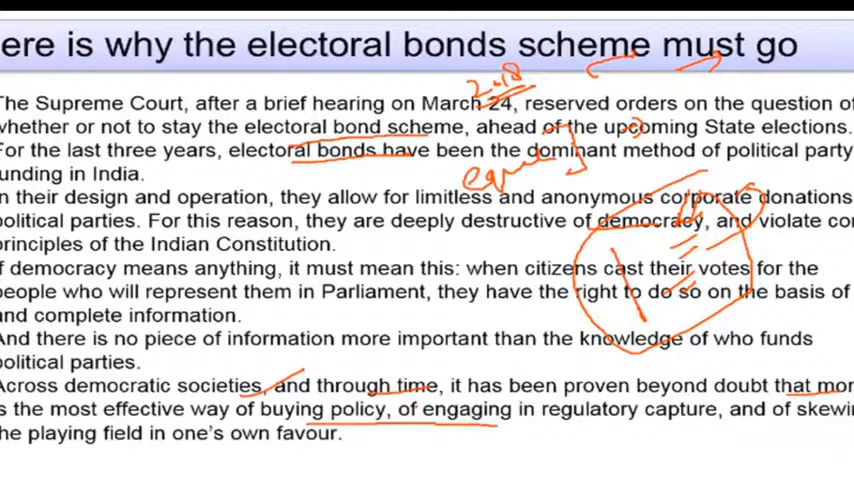 ere is why the electoral bonds scheme must go
2018
The Supreme Court, after a brief hearing on March 24, reserved orders on the question of
whether or not to stay the electoral bond scheme, ahead of the upcoming State elections.
For the last three years, electoral bonds have been the dominant method of political party
unding in India.
n their design and operation, they allow for limitless and anonymous corporate donations
political parties. For this reason, they are deeply destructive of democracy, and violate co
principles of the Indian Constitution.
f democracy means anything, it must mean this: when citizens cast their votes for the
people who will represent them in Parliament, they have the right to do so on the basis of
and complete information.
And there is no piece of information more important than the knowledge of who funds
political parties.
Across democratic societies, and through time, it has been proven beyond doubt that mor
s the most effective way of buying policy, of engaging in regulatory capture, and of skewi
he playing field in one's own favour.